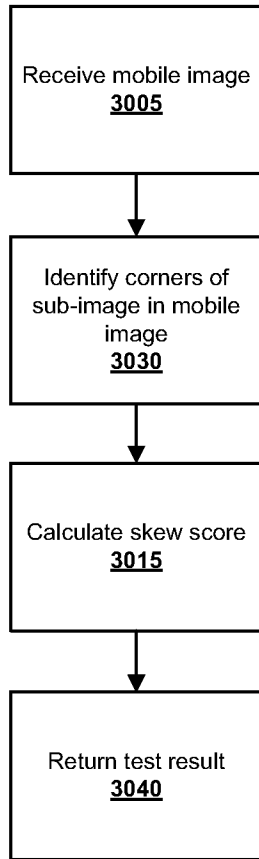 Receive mobile image
3005
Identify corners of
sub-image in mobile
image
3030
Calculate skew score
3015
Return test result
3040